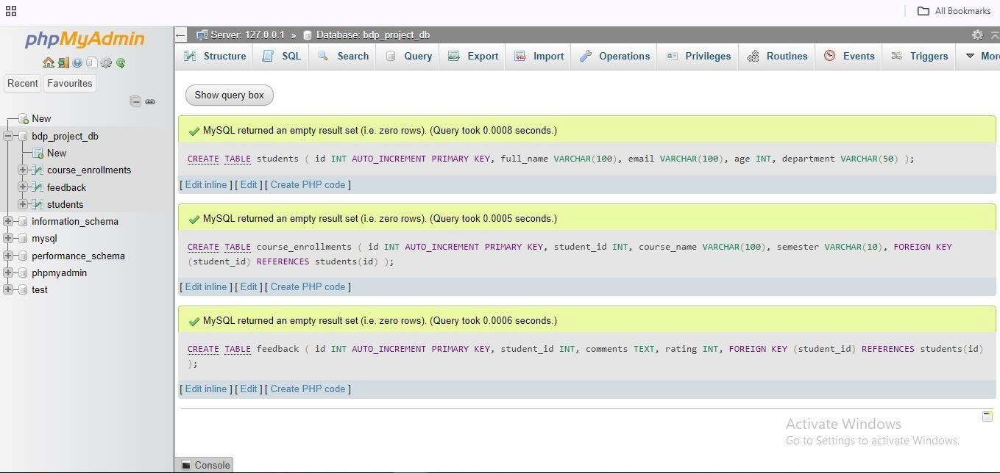 All Bookmarks
phpMyAdmin
Server: 127.0.0.1 » Database: bdp_project_db
Structure SQL Search Query Export Import Operations Privileges Routines Events Triggers Mor
Recent Favourites
New
bdp_project_db
New
course_enrollments
feedback
students
information_schema
mysql
performance_schema
phpmyadmin
test
Show query box
MySQL returned an empty result set (i.e. zero rows). (Query took 0.0008 seconds.)
CREATE TABLE students ( id INT AUTO_INCREMENT PRIMARY KEY, full_name VARCHAR(100), email VARCHAR(100), age INT, department VARCHAR(50) );
[ Edit inline ] [ Edit ] [ Create PHP code ]
MySQL returned an empty result set (i.e. zero rows). (Query took 0.0005 seconds.)
CREATE TABLE course_enrollments ( id INT AUTO_INCREMENT PRIMARY KEY, student_id INT, course_name VARCHAR(100), semester VARCHAR(10), FOREIGN KEY
(student_id) REFERENCES students(id) );
[ Edit inline ] [ Edit ] [ Create PHP code ]
MySQL returned an empty result set (i.e. zero rows). (Query took 0.0006 seconds.)
CREATE TABLE feedback ( id INT AUTO_INCREMENT PRIMARY KEY, student_id INT, comments TEXT, rating INT, FOREIGN KEY (student_id) REFERENCES students(id)
);
[ Edit inline ] [ Edit ] [ Create PHP code ]
Activate Windows
Go to Settings to activate Windows.
Console